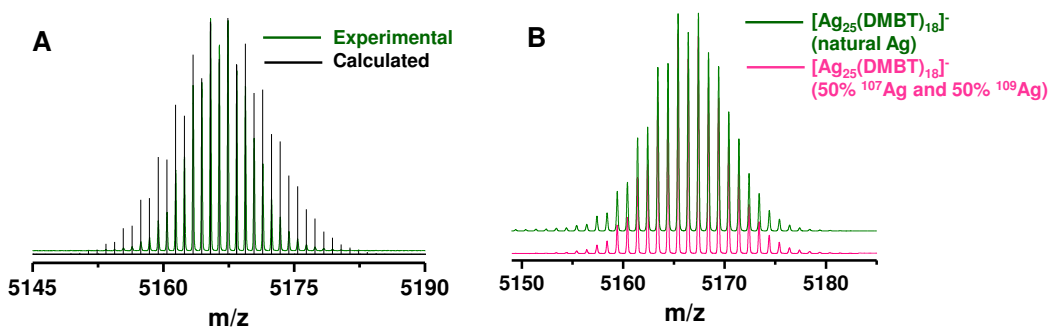 A
Experimental
Calculated
5145 5160 5175 5190
m/z
B
[Ag₂₅(DMBT)₁₈]⁻
(natural Ag)
[Ag₂₅(DMBT)₁₈]⁻
(50% ¹⁰⁷Ag and 50% ¹⁰⁹Ag)
5150 5160 5170 5180
m/z